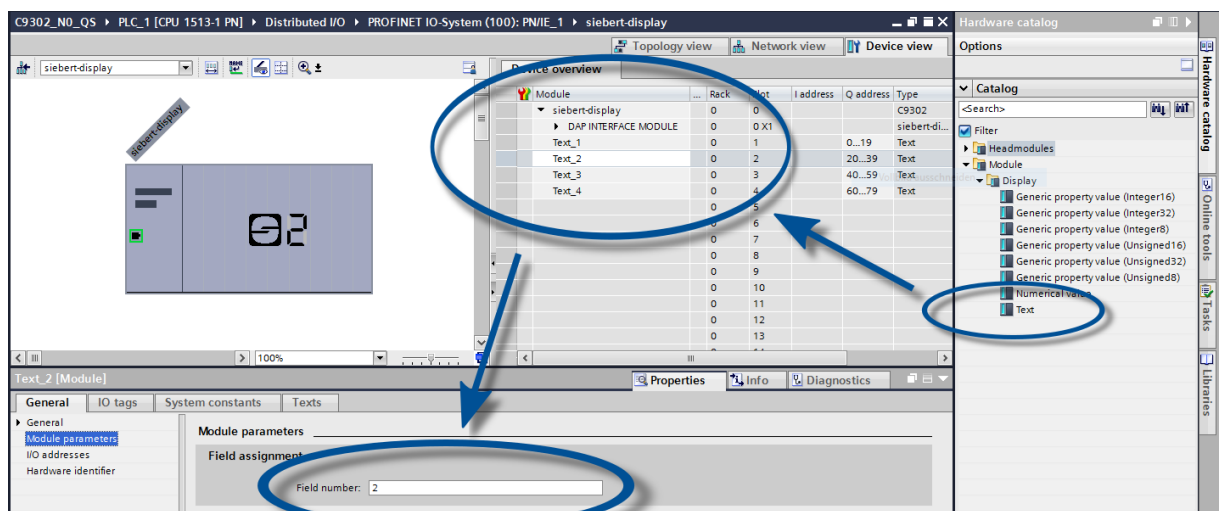 C9302_N0_QS ▸ PLC_1 [CPU 1513-1 PN] ▸ Distributed I/O ▸ PROFINET IO-System (100): PN/IE_1 ▸ siebert-display
Topology view Network view Device view
siebert-display
siebert-display
100%
Device overview
Module ... Rack Slot I address Q address Type
siebert-display 0 0 C9302
DAP INTERFACE MODULE 0 0 X1 siebert-di...
Text_1 0 1 0...19 Text
Text_2 0 2 20...39 Text
Text_3 0 3 40...59 Text
Text_4 0 4 60...79 Text
0 5
0 6
0 7
0 8
0 9
0 10
0 11
0 12
0 13
Hardware catalog
Options
Catalog
<Search>
Filter
Headmodules
Module
Display
Generic property value (Integer16)
Generic property value (Integer32)
Generic property value (Integer8)
Generic property value (Unsigned16)
Generic property value (Unsigned32)
Generic property value (Unsigned8)
Numerical value
Text
Hardware catalog
Online tools
Tasks
Libraries
Text_2 [Module]
Properties Info Diagnostics
General IO tags System constants Texts
General
Module parameters
I/O addresses
Hardware identifier
Module parameters
Field assignment
Field number: 2